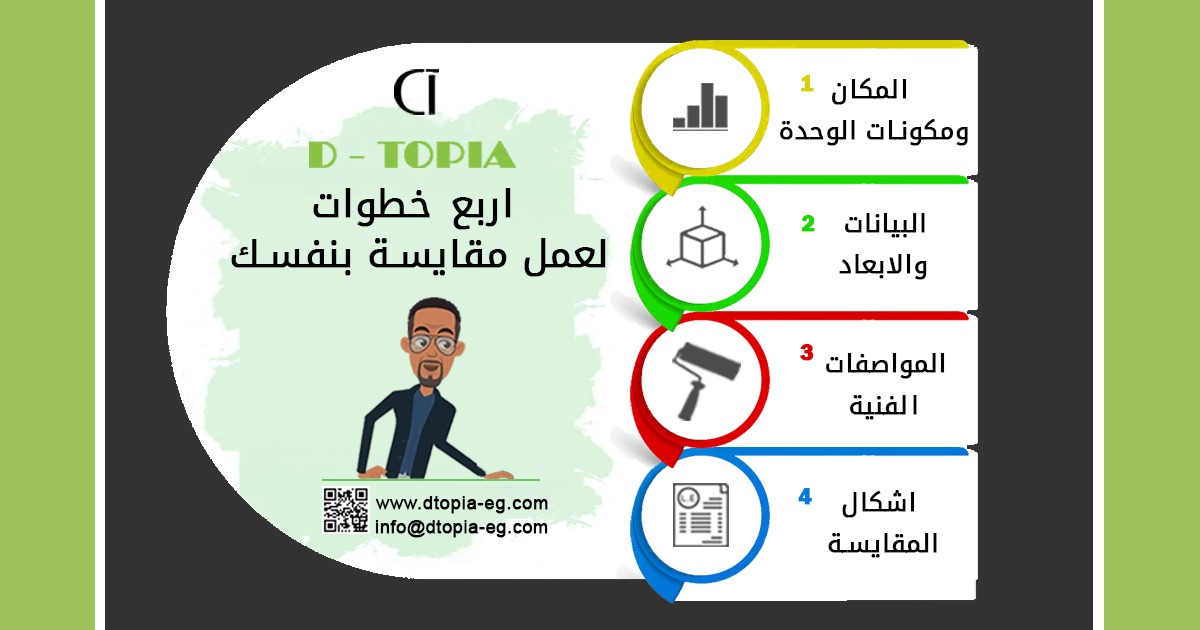 D - TOPIA
اربع خطوات
لعمل مقايسة بنفسك
www.dtopia-eg.com
info@dtopia-eg.com
1 المكان
ومكونات الوحدة
2 البيانات
والابعاد
3 المواصفات
الفنية
L.E
4 اشكال
المقايسة